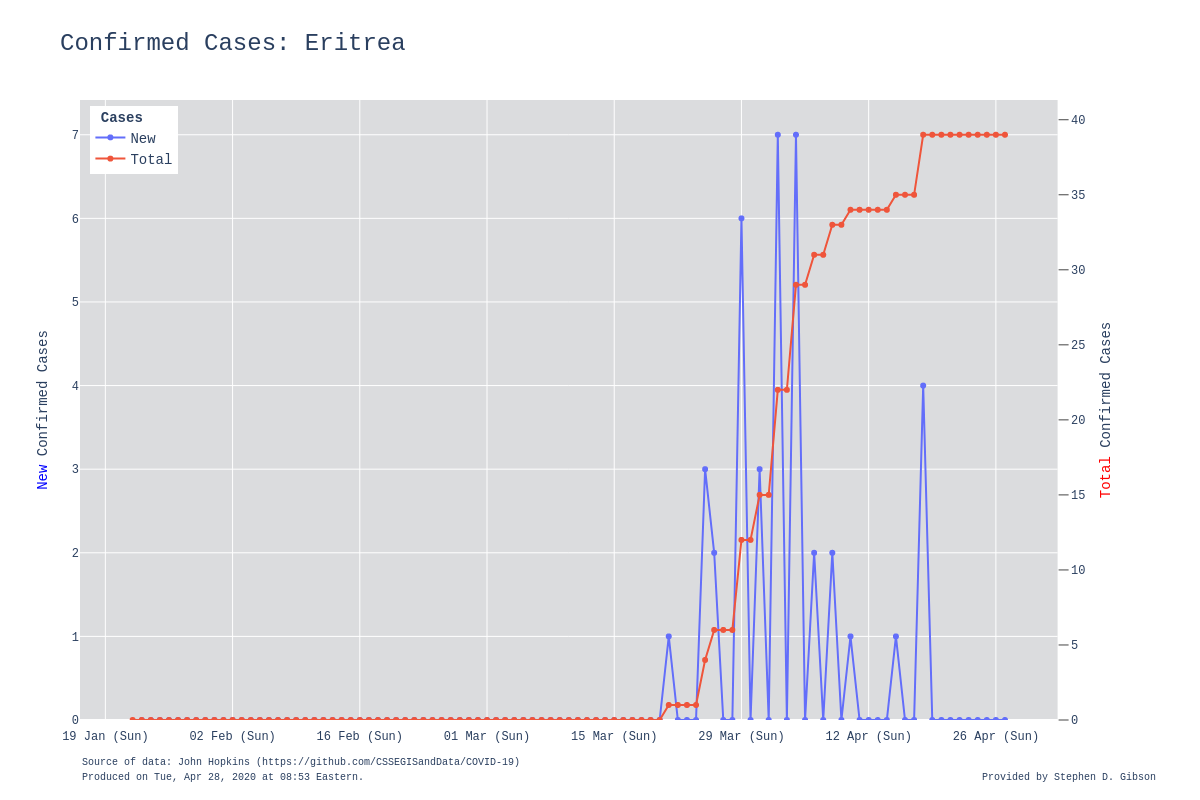 Confirmed Cases: Eritrea
Cases
New
Total
7
6
5
4
3
2
1
0
New Confirmed Cases
40
35
30
25
20
15
10
5
0
Total Confirmed Cases
19 Jan (Sun) 02 Feb (Sun) 16 Feb (Sun) 01 Mar (Sun) 15 Mar (Sun) 29 Mar (Sun) 12 Apr (Sun) 26 Apr (Sun)
Source of data: John Hopkins (https://github.com/CSSEGISandData/COVID-19)
Produced on Tue, Apr 28, 2020 at 08:53 Eastern.
Provided by Stephen D. Gibson